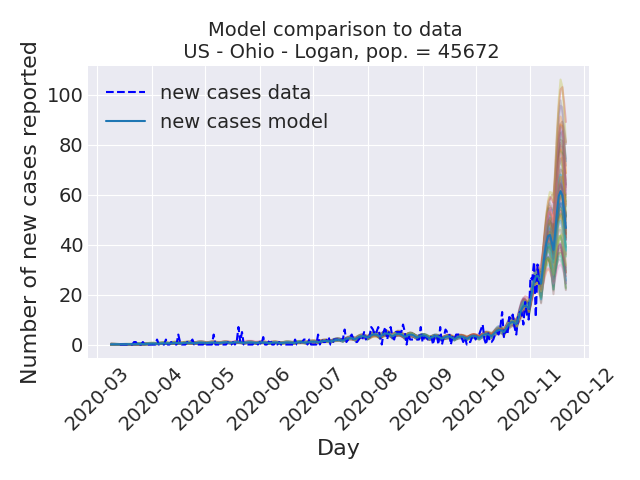 Model comparison to data
US - Ohio - Logan, pop. = 45672
Number of new cases reported
100
80
60
40
20
0
new cases data
new cases model
2020-03
2020-04
2020-05
2020-06
2020-07
2020-08
2020-09
2020-10
2020-11
2020-12
Day